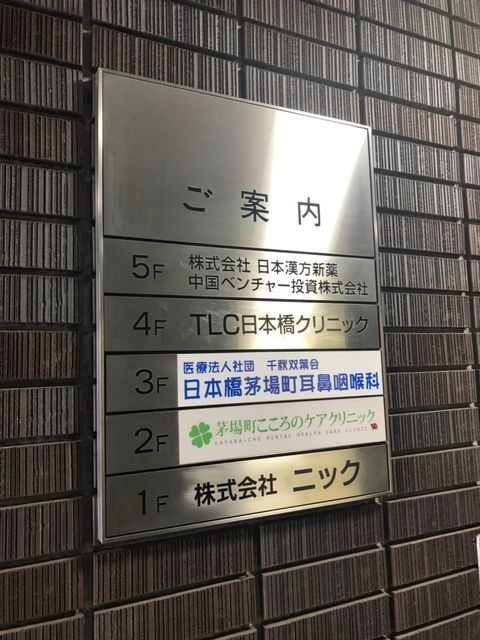 ご案内
5F 株式会社 日本漢方新薬
中国ベンチャー投資株式会社
4F TLC日本橋クリニック
医療法人社団 千秋双葉会
3F 日本橋茅場町耳鼻咽喉科
2F 茅場町こころのケアクリニック
KAYABA-CHO MENTAL HEALTH CARE CLINIC
1F 株式会社 ニック